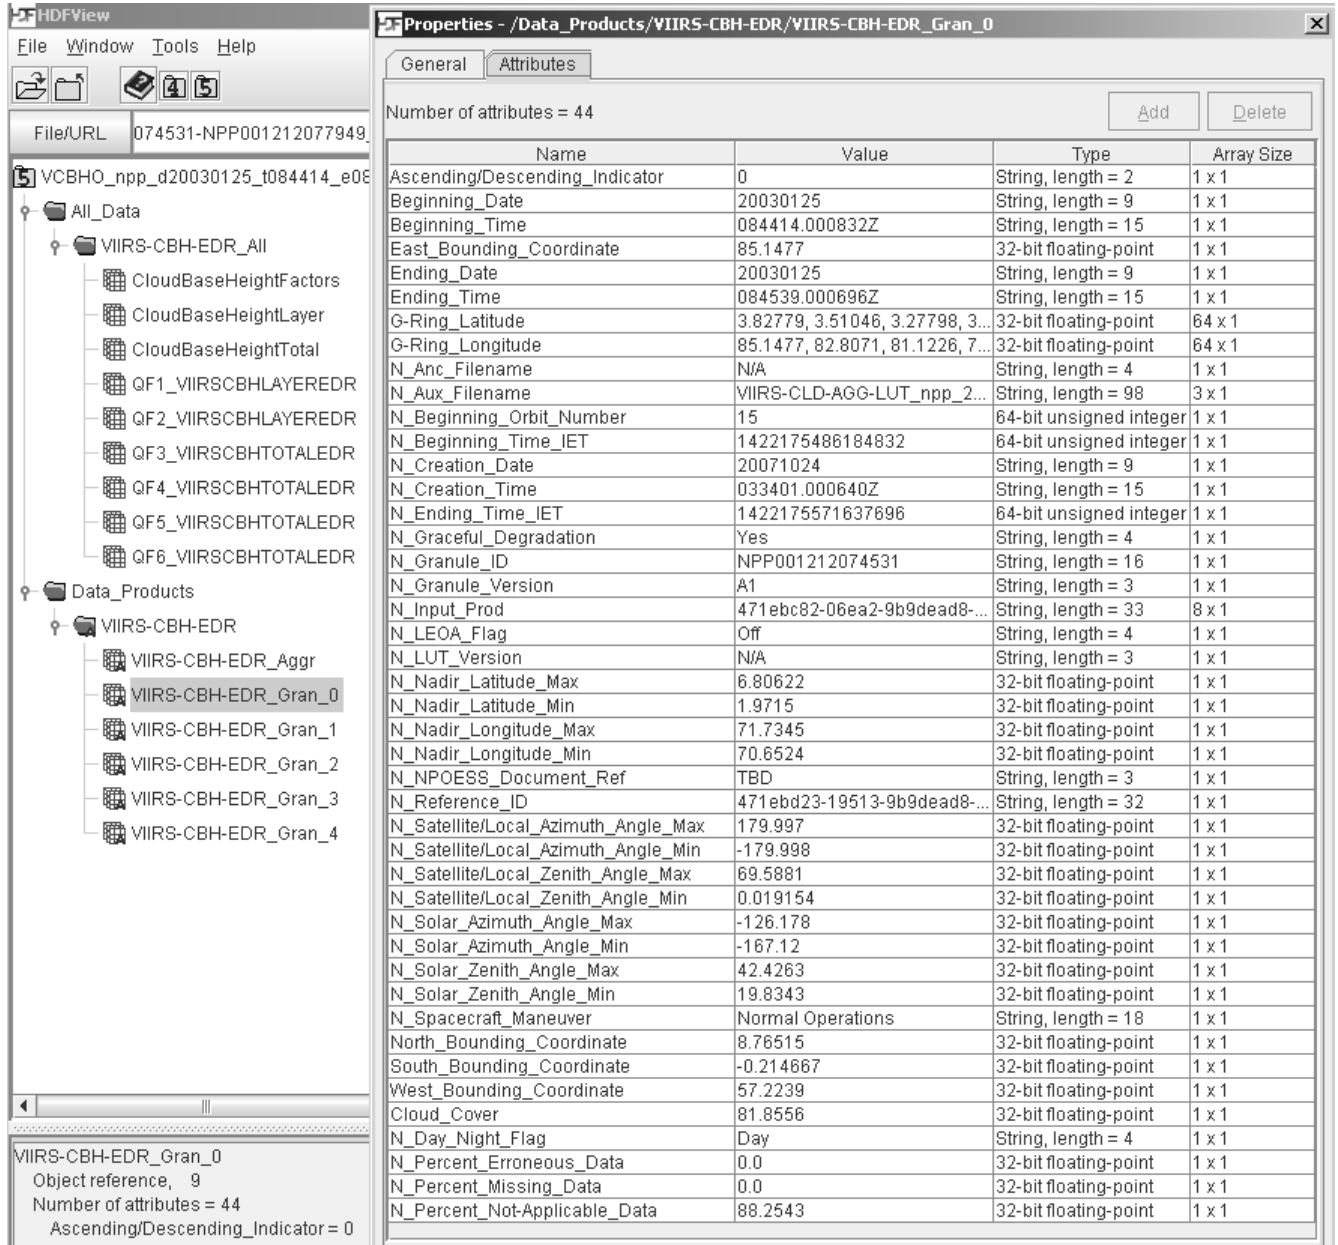 HDFView
File Window Tools Help
File/URL 074531-NPP001212077949_
VCBHO_npp_d20030125_t084414_e08
All_Data
VIIRS-CBH-EDR_All
CloudBaseHeightFactors
CloudBaseHeightLayer
CloudBaseHeightTotal
QF1_VIIRSCBHLAYEREDR
QF2_VIIRSCBHLAYEREDR
QF3_VIIRSCBHTOTALEDR
QF4_VIIRSCBHTOTALEDR
QF5_VIIRSCBHTOTALEDR
QF6_VIIRSCBHTOTALEDR
Data_Products
VIIRS-CBH-EDR
VIIRS-CBH-EDR_Aggr
VIIRS-CBH-EDR_Gran_0
VIIRS-CBH-EDR_Gran_1
VIIRS-CBH-EDR_Gran_2
VIIRS-CBH-EDR_Gran_3
VIIRS-CBH-EDR_Gran_4
VIIRS-CBH-EDR_Gran_0
Object reference, 9
Number of attributes = 44
Ascending/Descending_Indicator = 0
Properties - /Data_Products/VIIRS-CBH-EDR/VIIRS-CBH-EDR_Gran_0
General Attributes
Number of attributes = 44 Add Delete
Name Value Type Array Size
Ascending/Descending_Indicator 0 String, length = 2 1 x 1
Beginning_Date 20030125 String, length = 9 1 x 1
Beginning_Time 084414.000832Z String, length = 15 1 x 1
East_Bounding_Coordinate 85.1477 32-bit floating-point 1 x 1
Ending_Date 20030125 String, length = 9 1 x 1
Ending_Time 084539.000696Z String, length = 15 1 x 1
G-Ring_Latitude 3.82779, 3.51046, 3.27798, 3... 32-bit floating-point 64 x 1
G-Ring_Longitude 85.1477, 82.8071, 81.1226, 7... 32-bit floating-point 64 x 1
N_Anc_Filename N/A String, length = 4 1 x 1
N_Aux_Filename VIIRS-CLD-AGG-LUT_npp_2... String, length = 98 3 x 1
N_Beginning_Orbit_Number 15 64-bit unsigned integer 1 x 1
N_Beginning_Time_IET 1422175486184832 64-bit unsigned integer 1 x 1
N_Creation_Date 20071024 String, length = 9 1 x 1
N_Creation_Time 033401.000640Z String, length = 15 1 x 1
N_Ending_Time_IET 1422175571637696 64-bit unsigned integer 1 x 1
N_Graceful_Degradation Yes String, length = 4 1 x 1
N_Granule_ID NPP001212074531 String, length = 16 1 x 1
N_Granule_Version A1 String, length = 3 1 x 1
N_Input_Prod 471ebc82-06ea2-9b9dead8-... String, length = 33 8 x 1
N_LEOA_Flag Off String, length = 4 1 x 1
N_LUT_Version N/A String, length = 3 1 x 1
N_Nadir_Latitude_Max 6.80622 32-bit floating-point 1 x 1
N_Nadir_Latitude_Min 1.9715 32-bit floating-point 1 x 1
N_Nadir_Longitude_Max 71.7345 32-bit floating-point 1 x 1
N_Nadir_Longitude_Min 70.6524 32-bit floating-point 1 x 1
N_NPOESS_Document_Ref TBD String, length = 3 1 x 1
N_Reference_ID 471ebd23-19513-9b9dead8-... String, length = 32 1 x 1
N_Satellite/Local_Azimuth_Angle_Max 179.997 32-bit floating-point 1 x 1
N_Satellite/Local_Azimuth_Angle_Min -179.998 32-bit floating-point 1 x 1
N_Satellite/Local_Zenith_Angle_Max 69.5881 32-bit floating-point 1 x 1
N_Satellite/Local_Zenith_Angle_Min 0.019154 32-bit floating-point 1 x 1
N_Solar_Azimuth_Angle_Max -126.178 32-bit floating-point 1 x 1
N_Solar_Azimuth_Angle_Min -167.12 32-bit floating-point 1 x 1
N_Solar_Zenith_Angle_Max 42.4263 32-bit floating-point 1 x 1
N_Solar_Zenith_Angle_Min 19.8343 32-bit floating-point 1 x 1
N_Spacecraft_Maneuver Normal Operations String, length = 18 1 x 1
North_Bounding_Coordinate 8.76515 32-bit floating-point 1 x 1
South_Bounding_Coordinate -0.214667 32-bit floating-point 1 x 1
West_Bounding_Coordinate 57.2239 32-bit floating-point 1 x 1
Cloud_Cover 81.8556 32-bit floating-point 1 x 1
N_Day_Night_Flag Day String, length = 4 1 x 1
N_Percent_Erroneous_Data 0.0 32-bit floating-point 1 x 1
N_Percent_Missing_Data 0.0 32-bit floating-point 1 x 1
N_Percent_Not-Applicable_Data 88.2543 32-bit floating-point 1 x 1